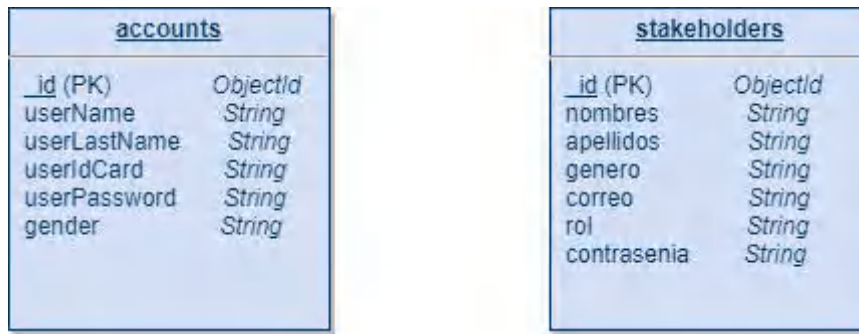 accounts
_id (PK) ObjectId
userName String
userLastName String
userIdCard String
userPassword String
gender String
stakeholders
_id (PK) ObjectId
nombres String
apellidos String
genero String
correo String
rol String
contrasenia String